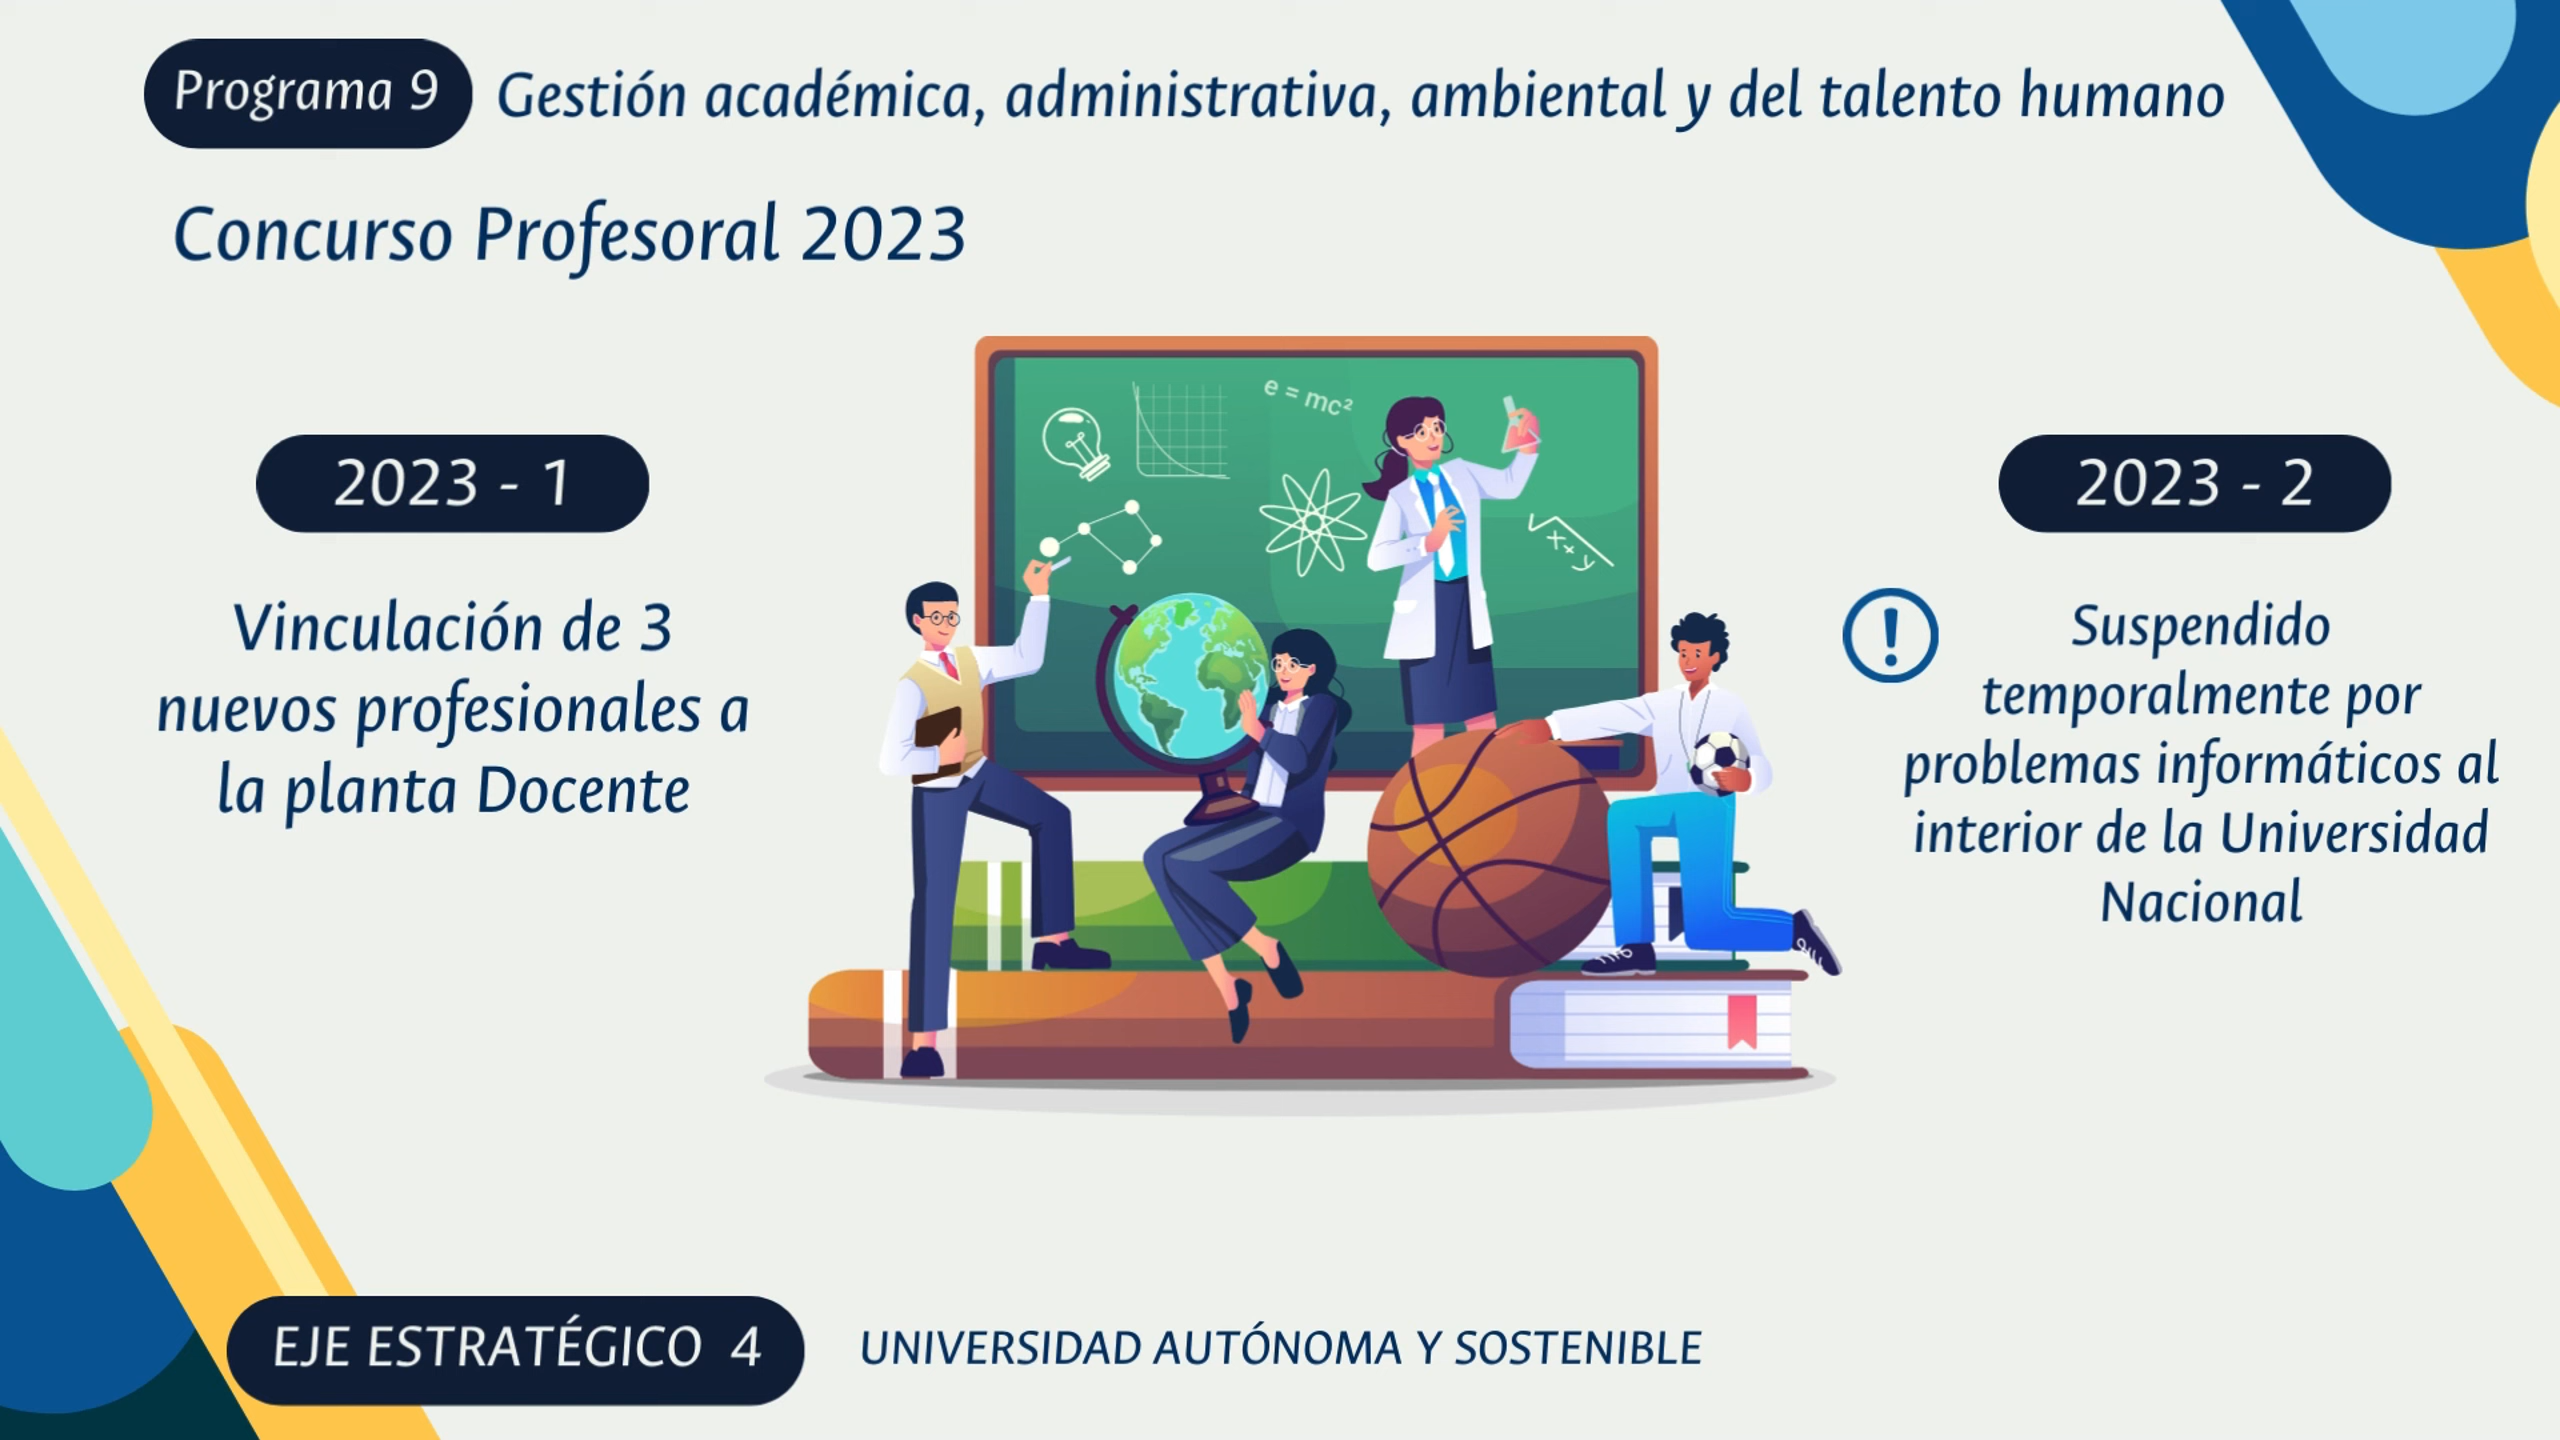 Programa 9
Gestión académica, administrativa, ambiental y del talento humano
Concurso Profesoral 2023
2023 - 1
Vinculación de 3
nuevos profesionales a
la planta Docente
e = mc²
x+y
2023 - 2
!
Suspendido
temporalmente por
problemas informáticos al
interior de la Universidad
Nacional
EJE ESTRATÉGICO 4
UNIVERSIDAD AUTÓNOMA Y SOSTENIBLE